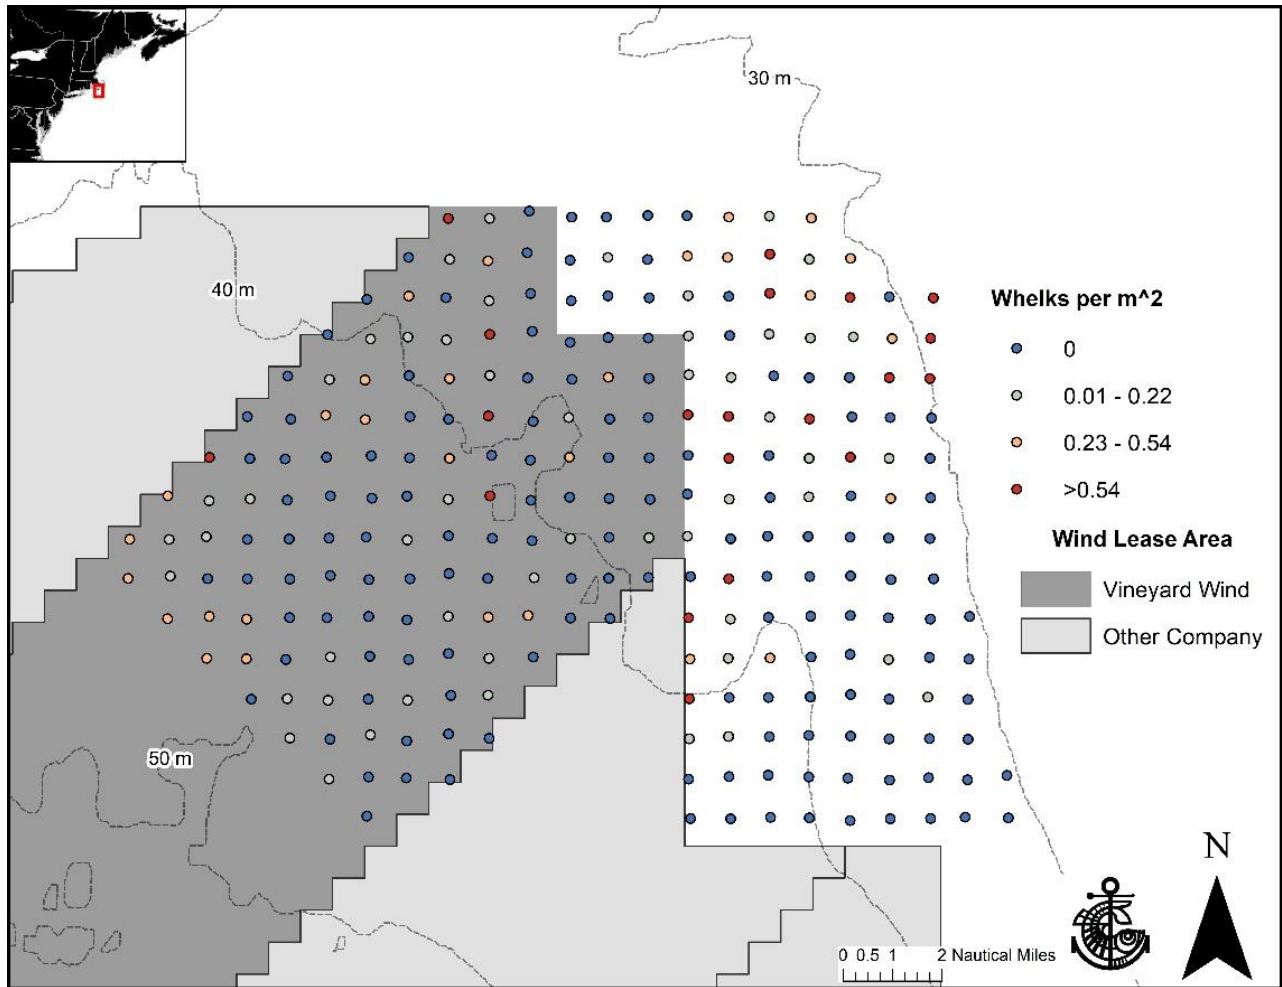 30 m
40 m
Whelks per m^2
0
0.01 - 0.22
0.23 - 0.54
>0.54
Wind Lease Area
Vineyard Wind
Other Company
50 m
N
0 0.5 1 2 Nautical Miles